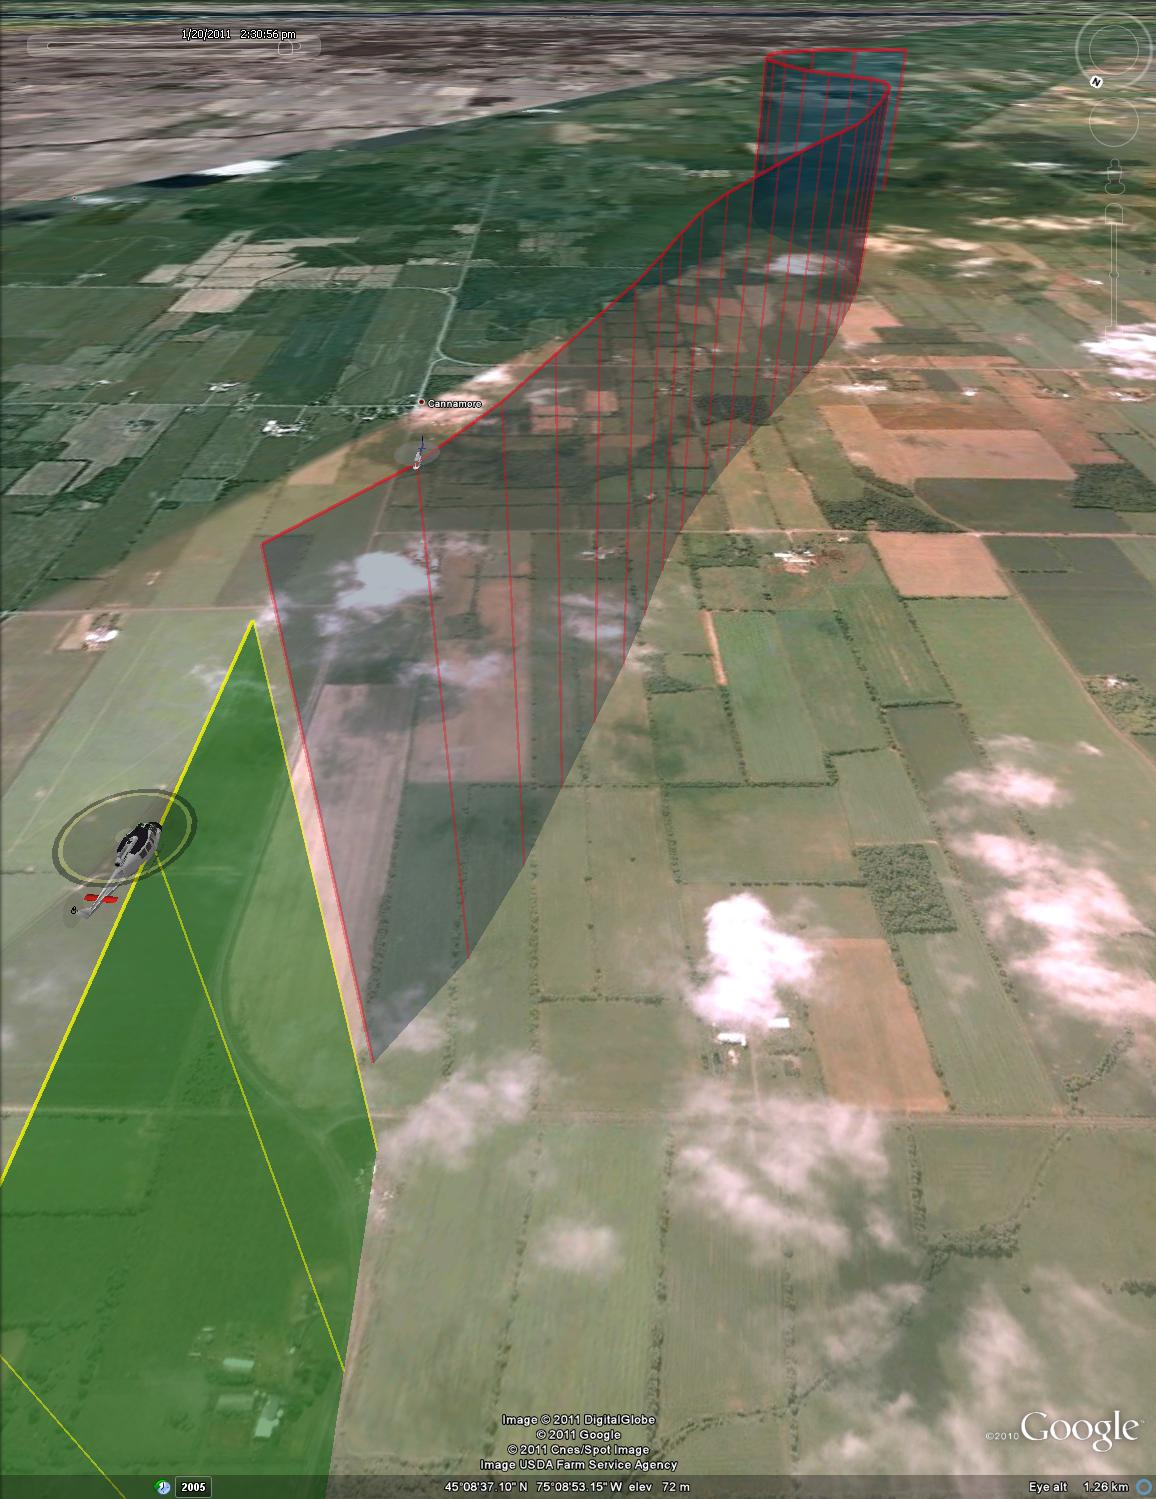 1/20/2011 2:30:56 pm
N
Cannamore
Image © 2011 DigitalGlobe
© 2011 Google
© 2011 Cnes/Spot Image
Image USDA Farm Service Agency
©2010 Google™
2005
45°08'37.10" N 75°08'53.15" W elev 72 m
Eye alt 1.26 km